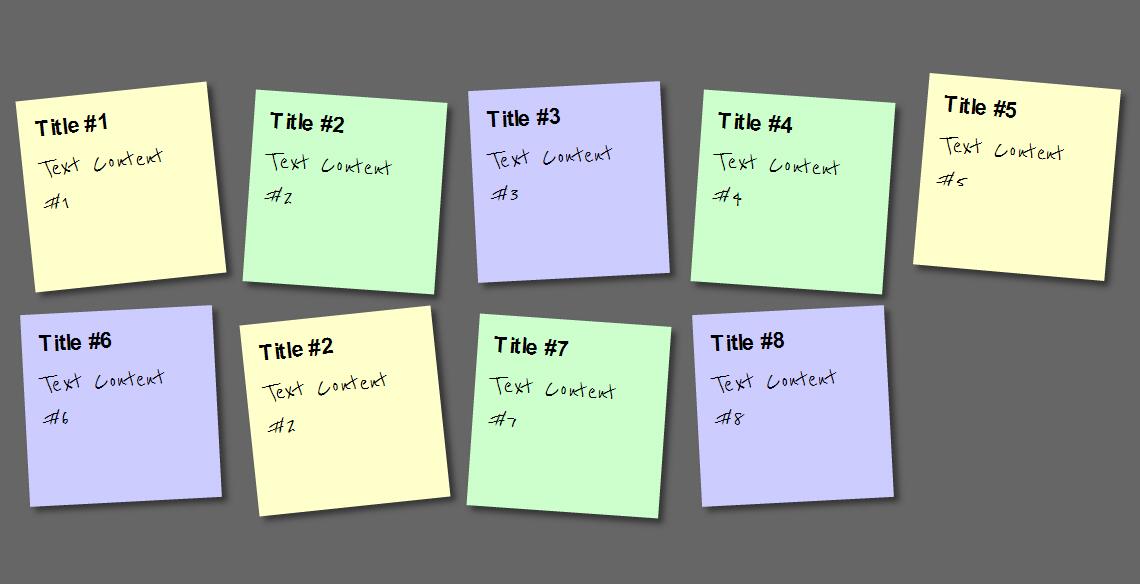 Title #1
Text Content
#1
Title #2
Text Content
#2
Title #3
Text Content
#3
Title #4
Text Content
#4
Title #5
Text Content
#5
Title #6
Text Content
#6
Title #2
Text Content
#2
Title #7
Text Content
#7
Title #8
Text Content
#8